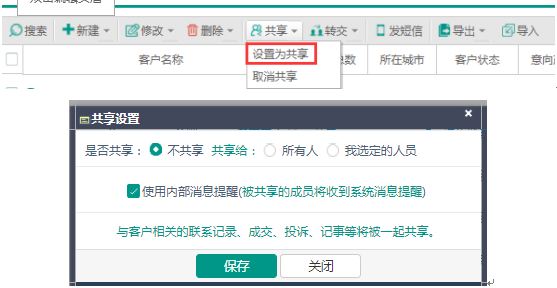 搜索 新建 修改 删除 共享 转交 发短信 导出 导入
客户名称 总数 所在城市 客户状态 意向
设置为共享
取消共享
共享设置 ×
是否共享： 不共享 共享给： 所有人 我选定的人员
使用内部消息提醒(被共享的成员将收到系统消息提醒)
与客户相关的联系记录、成交、投诉、记事等将被一起共享。
保存 关闭